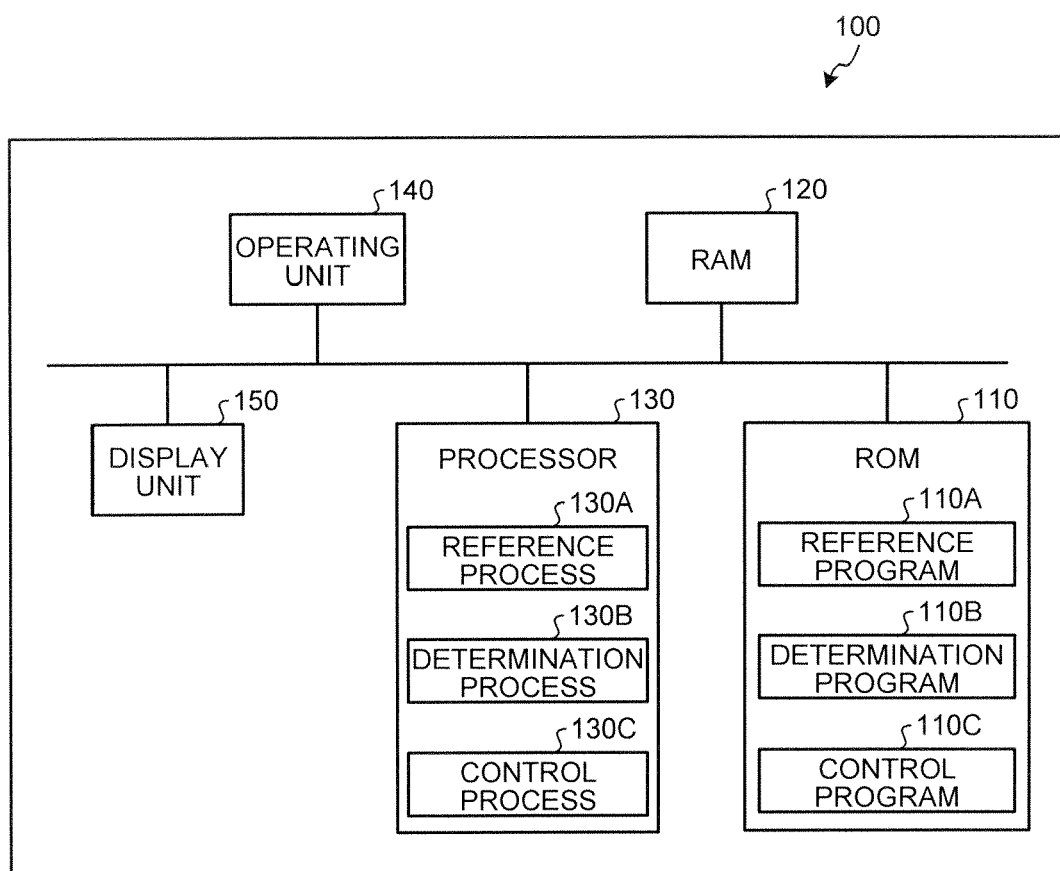 100
140
OPERATING
UNIT
120
RAM
150
DISPLAY
UNIT
130
PROCESSOR
130A
REFERENCE
PROCESS
130B
DETERMINATION
PROCESS
130C
CONTROL
PROCESS
110
ROM
110A
REFERENCE
PROGRAM
110B
DETERMINATION
PROGRAM
110C
CONTROL
PROGRAM